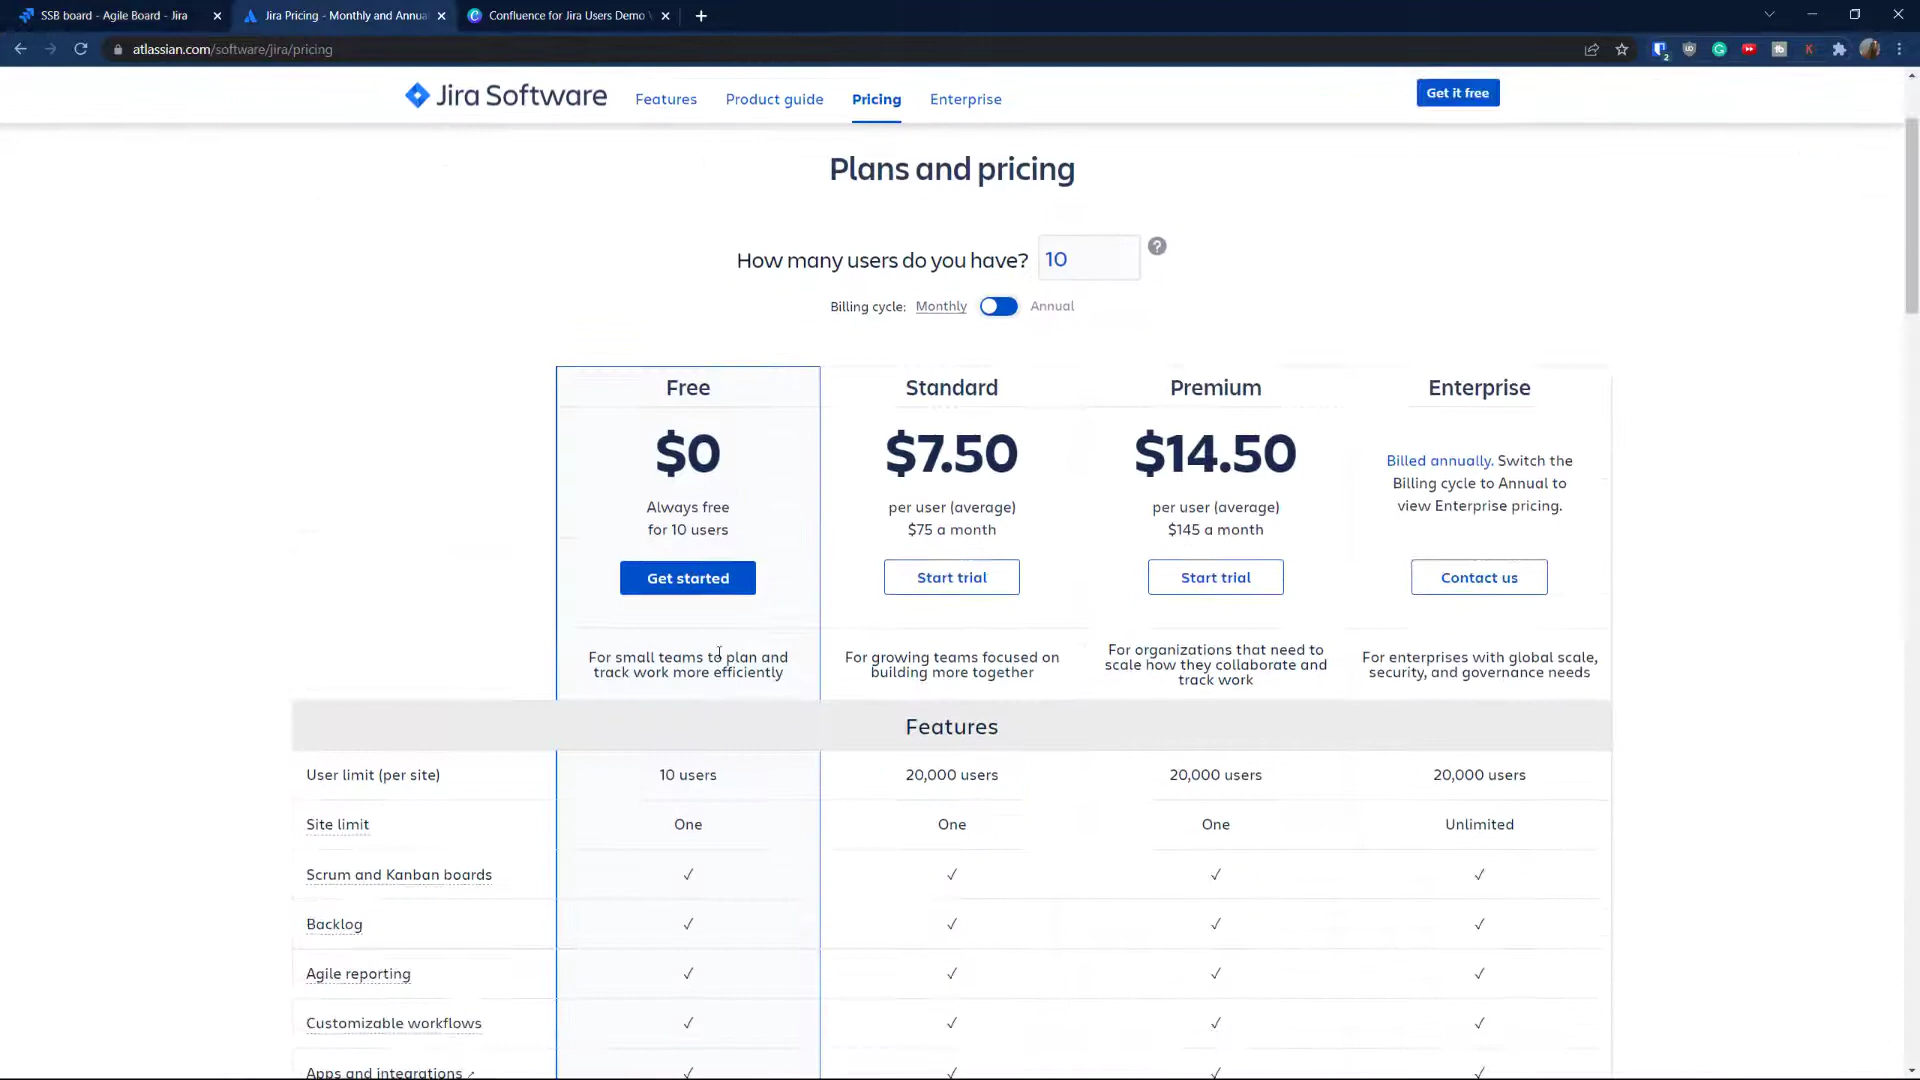 SSB board - Agile Board - Jira
Jira Pricing - Monthly and Annua
Confluence for Jira Users Demo
atlassian.com/software/jira/pricing
Jira Software
Features
Product guide
Pricing
Enterprise
Get it free
Plans and pricing
How many users do you have? 10
Billing cycle: Monthly Annual
Free
Standard
Premium
Enterprise
$0
$7.50
$14.50
Billed annually. Switch the
Billing cycle to Annual to
view Enterprise pricing.
Always free
for 10 users
per user (average)
$75 a month
per user (average)
$145 a month
Get started
Start trial
Start trial
Contact us
For small teams to plan and
track work more efficiently
For growing teams focused on
building more together
For organizations that need to
scale how they collaborate and
track work
For enterprises with global scale,
security, and governance needs
Features
User limit (per site) 10 users 20,000 users 20,000 users 20,000 users
Site limit One One One Unlimited
Scrum and Kanban boards ✓ ✓ ✓ ✓
Backlog ✓ ✓ ✓ ✓
Agile reporting ✓ ✓ ✓ ✓
Customizable workflows ✓ ✓ ✓ ✓
Apps and integrations ✓ ✓ ✓ ✓